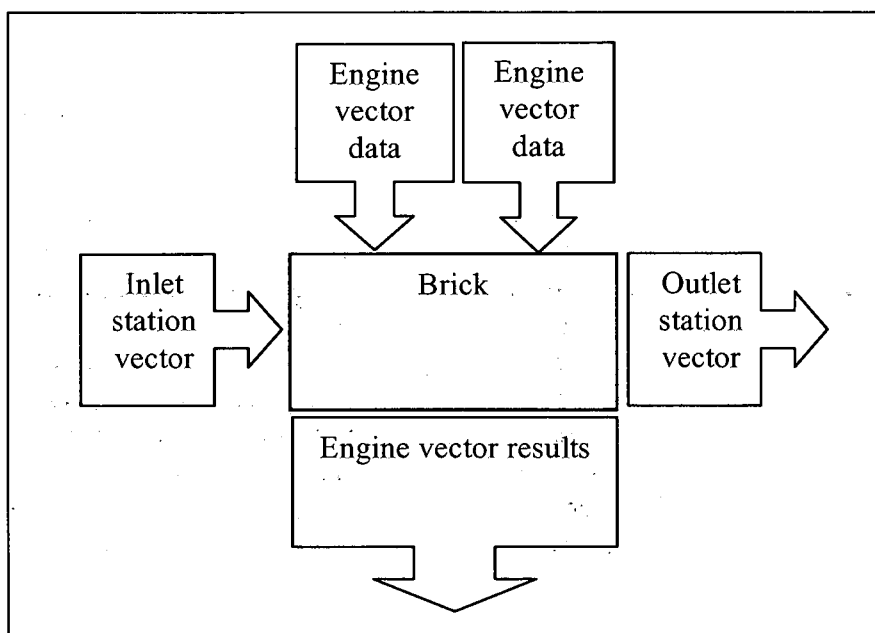 Engine
vector
data
Engine
vector
data
Inlet
station
vector
Brick
Outlet
station
vector
Engine vector results